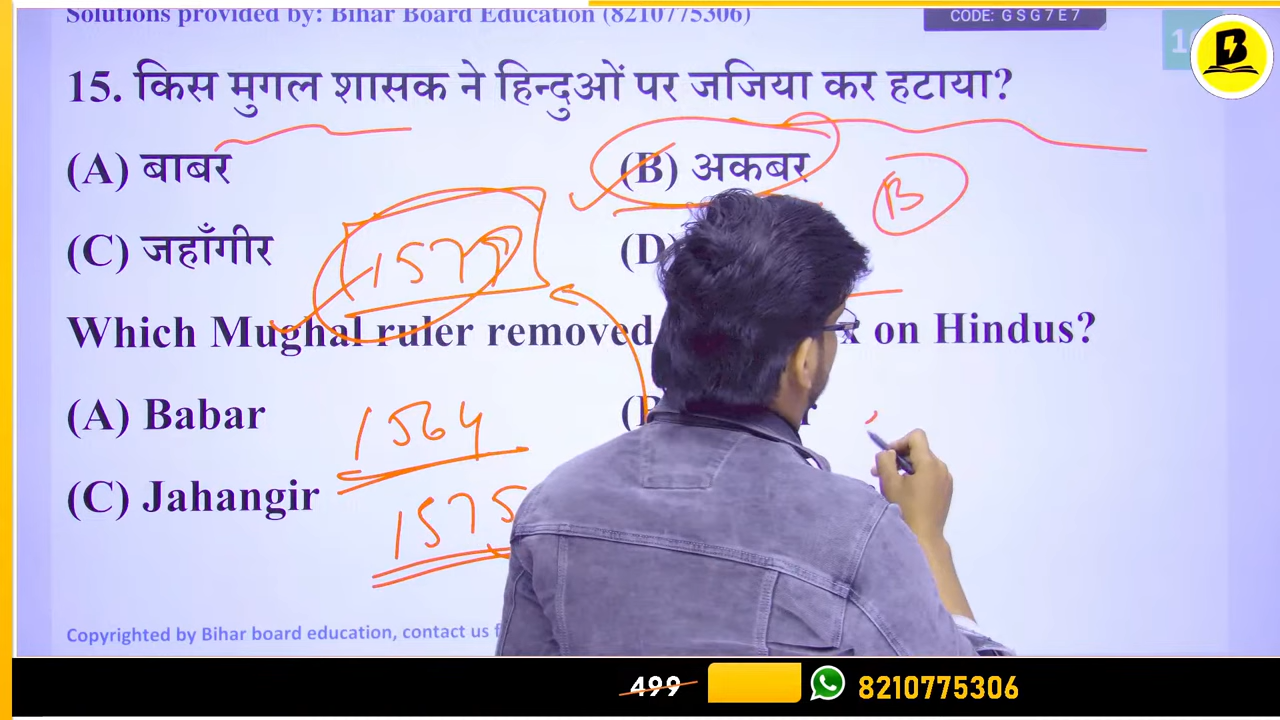 Solutions provided by: Bihar Board Education (8210775306)
CODE: G S G 7 E 7
B
15. किस मुगल शासक ने हिन्दुओं पर जजिया कर हटाया?
(A) बाबर (B) अकबर
B
(C) जहाँगीर (D)
1575
Which Mughal ruler removed on Hindus?
(A) Babar
1564
(C) Jahangir
1575
Copyrighted by Bihar board education, contact us
499 8210775306